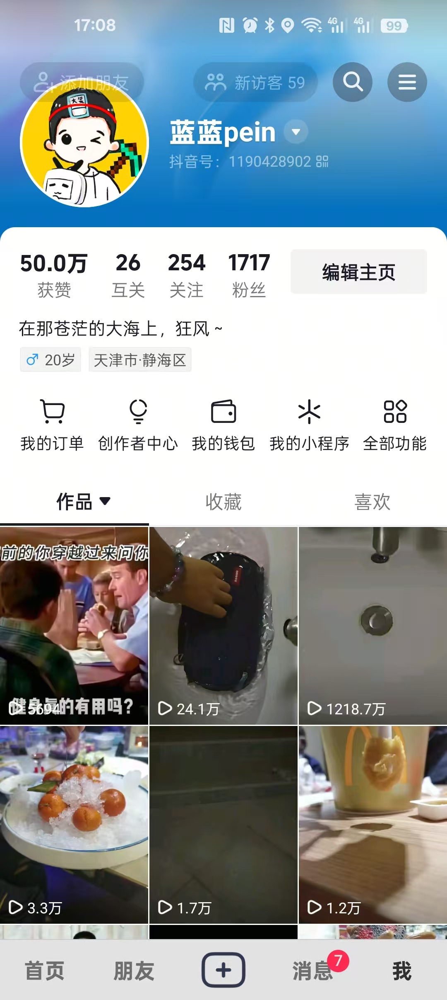 17:08
4G 4G 99
添加朋友
新访客 59
大笑
蓝蓝pein
抖音号：1190428902
50.0万 获赞
26 互关
254 关注
1717 粉丝
编辑主页
在那苍茫的大海上，狂风 ~
♂ 20岁
天津市·静海区
我的订单
创作者中心
我的钱包
我的小程序
全部功能
作品
收藏
喜欢
前的你穿越过来问你
健身真的有用吗?
5694
24.1万
1218.7万
3.3万
1.7万
1.2万
首页
朋友
消息
7
我